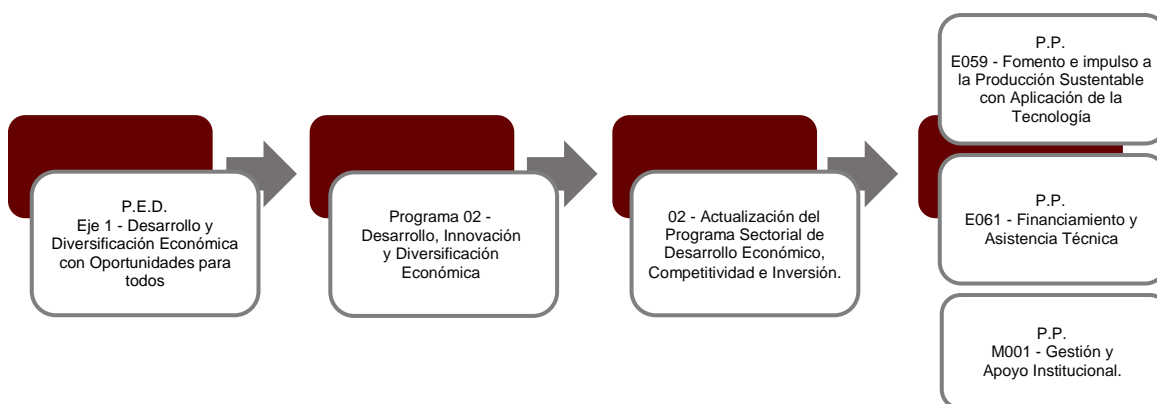 P.E.D.
Eje 1 - Desarrollo y
Diversificación Económica
con Oportunidades para
todos
Programa 02 -
Desarrollo, Innovación
y Diversificación
Económica
02 - Actualización del
Programa Sectorial de
Desarrollo Económico,
Competitividad e Inversión.
P.P.
E059 - Fomento e impulso a
la Producción Sustentable
con Aplicación de la
Tecnología
P.P.
E061 - Financiamiento y
Asistencia Técnica
P.P.
M001 - Gestión y
Apoyo Institucional.